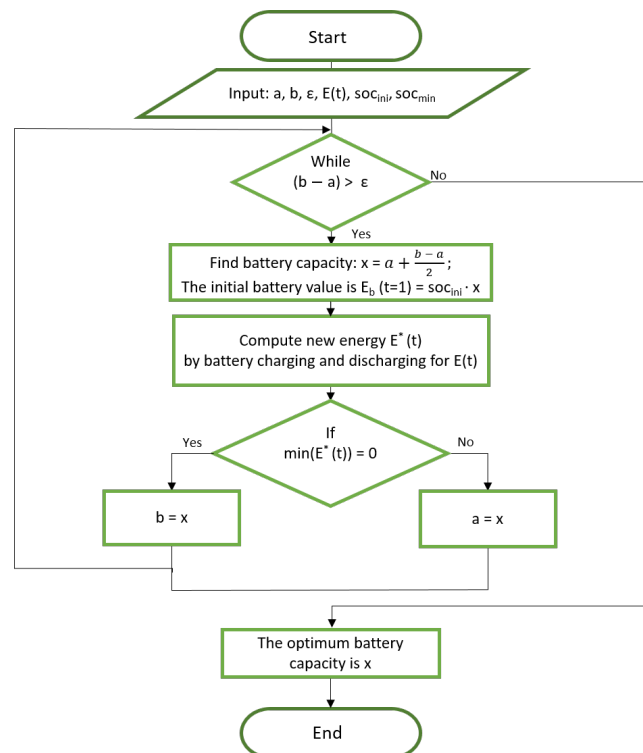 Start
Input: a, b, ε, E(t), soc_ini, soc_min
While
(b − a) > ε
No
Yes
Find battery capacity: x = a + \frac{b − a}{2};
The initial battery value is E_b (t=1) = soc_ini · x
Compute new energy E^* (t)
by battery charging and discharging for E(t)
If
min(E^* (t)) = 0
Yes
No
b = x
a = x
The optimum battery
capacity is x
End